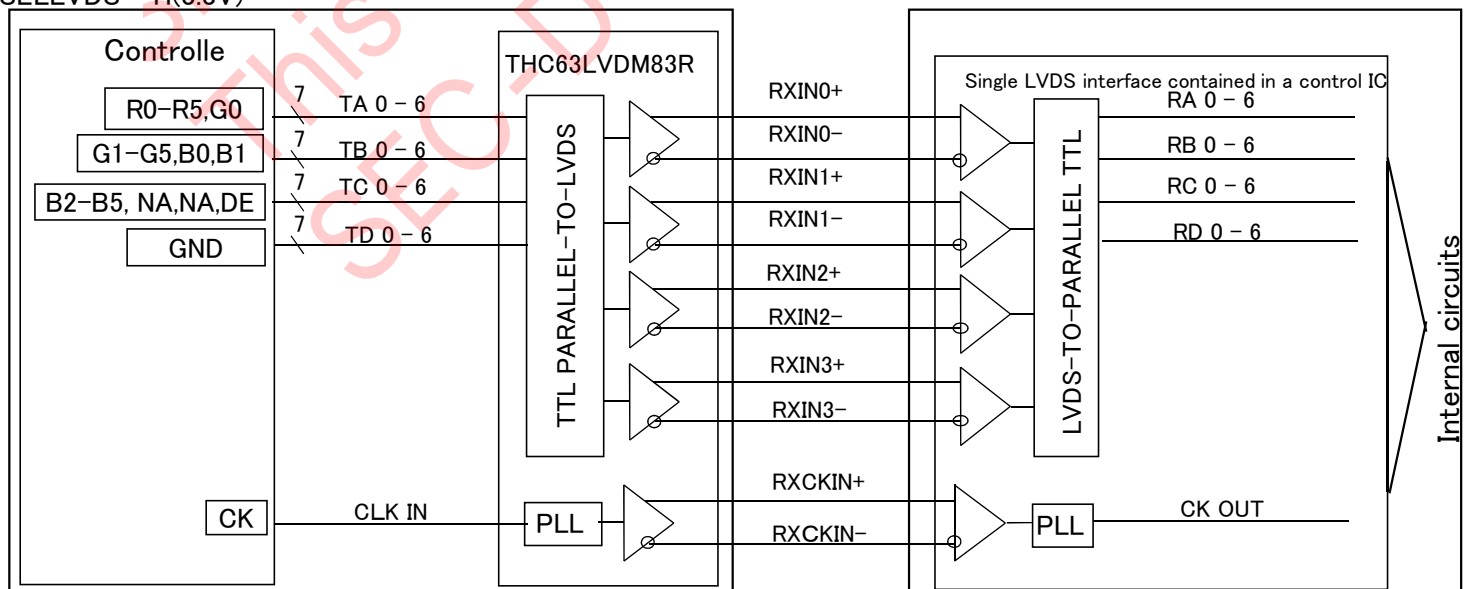 Controlle
THC63LVDM83R
Single LVDS interface contained in a control IC
R0-R5,G0
7
TA 0 - 6
RXIN0+
RA 0 - 6
G1-G5,B0,B1
7
TB 0 - 6
RXIN0-
RB 0 - 6
B2-B5, NA,NA,DE
7
TC 0 - 6
RXIN1+
RC 0 - 6
GND
7
TD 0 - 6
RXIN1-
RD 0 - 6
TTL PARALLEL-TO-LVDS
RXIN2+
RXIN2-
RXIN3+
RXIN3-
LVDS-TO-PARALLEL TTL
Internal circuits
CK
CLK IN
PLL
RXCKIN+
RXCKIN-
PLL
CK OUT
This
SEC-D